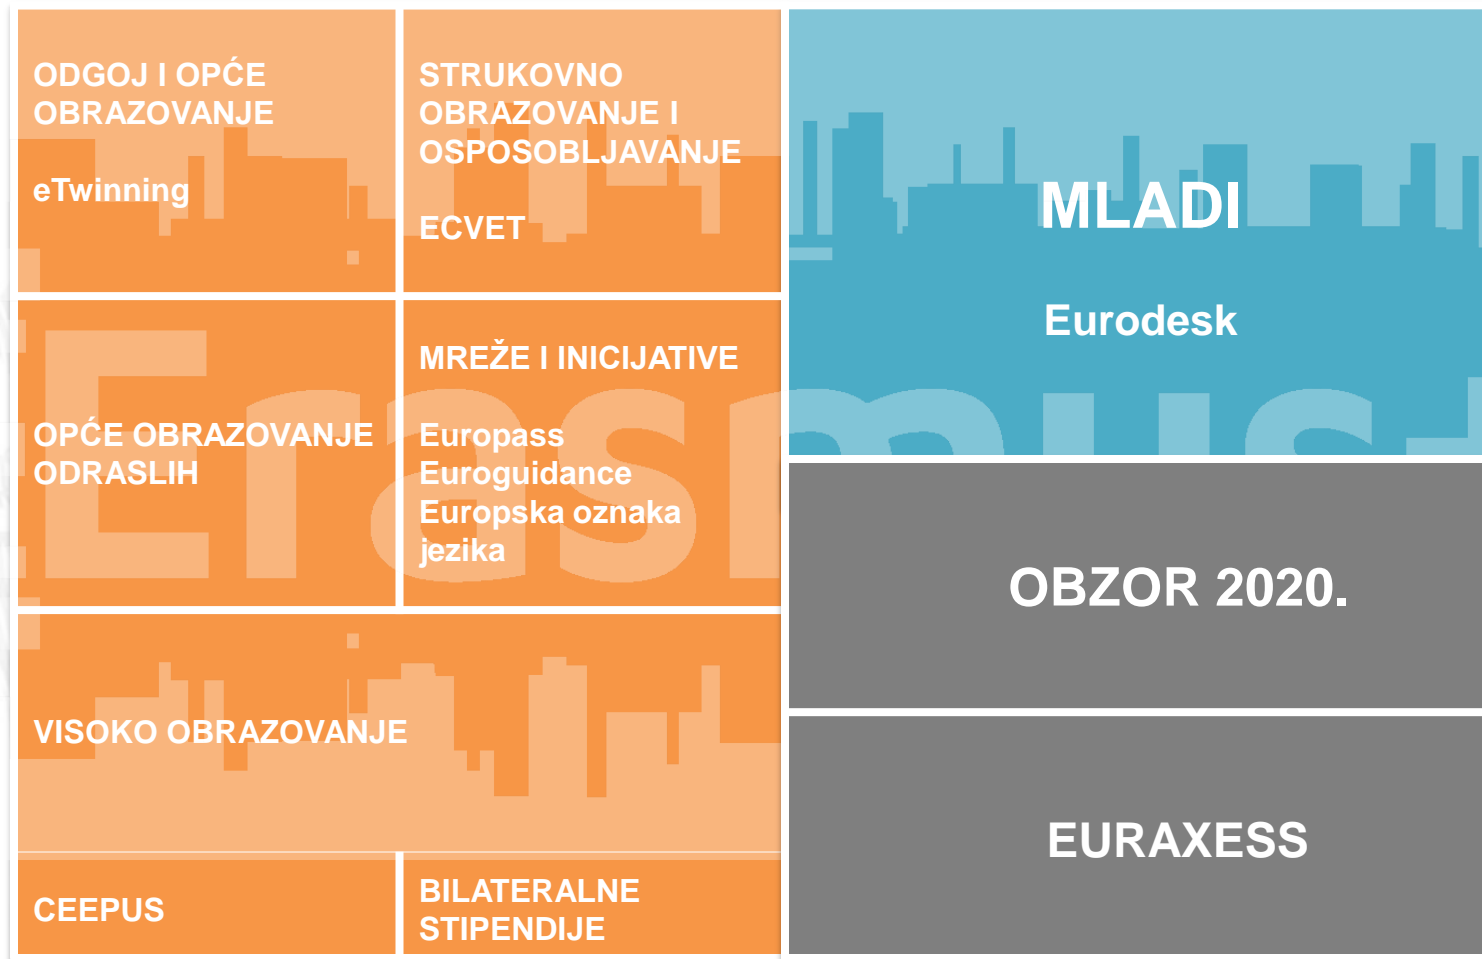 ODGOJ I OPĆE
OBRAZOVANJE
eTwinning
STRUKOVNO
OBRAZOVANJE I
OSPOSOBLJAVANJE
ECVET
MLADI
Eurodesk
OPĆE OBRAZOVANJE
ODRASLIH
MREŽE I INICIJATIVE
Europass
Euroguidance
Europska oznaka
jezika
Erasmus+
OBZOR 2020.
VISOKO OBRAZOVANJE
EURAXESS
CEEPUS
BILATERALNE
STIPENDIJE